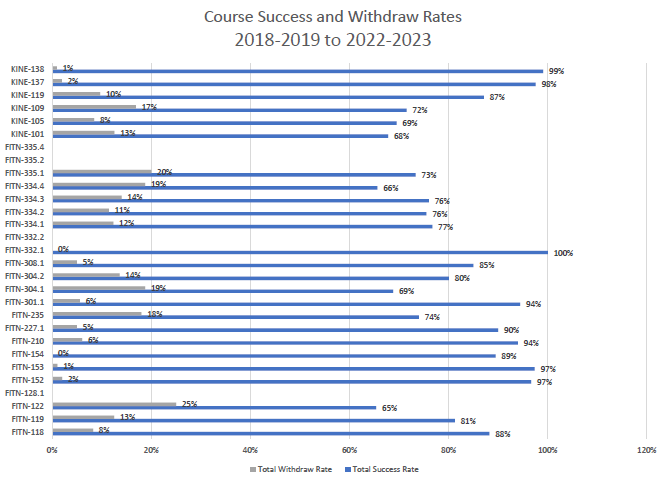 Course Success and Withdraw Rates
2018-2019 to 2022-2023
KINE-138 1% 99%
KINE-137 2% 98%
KINE-119 10% 87%
KINE-109 17% 72%
KINE-105 8% 69%
KINE-101 13% 68%
FITN-335.4
FITN-335.2
FITN-335.1 20% 73%
FITN-334.4 19% 66%
FITN-334.3 14% 76%
FITN-334.2 11% 76%
FITN-334.1 12% 77%
FITN-332.2
FITN-332.1 0% 100%
FITN-308.1 5% 85%
FITN-304.2 14% 80%
FITN-304.1 19% 69%
FITN-301.1 6% 94%
FITN-235 18% 74%
FITN-227.1 5% 90%
FITN-210 6% 94%
FITN-154 0% 89%
FITN-153 1% 97%
FITN-152 2% 97%
FITN-128.1
FITN-122 25% 65%
FITN-119 13% 81%
FITN-118 8% 88%
0% 20% 40% 60% 80% 100% 120%
Total Withdraw Rate Total Success Rate